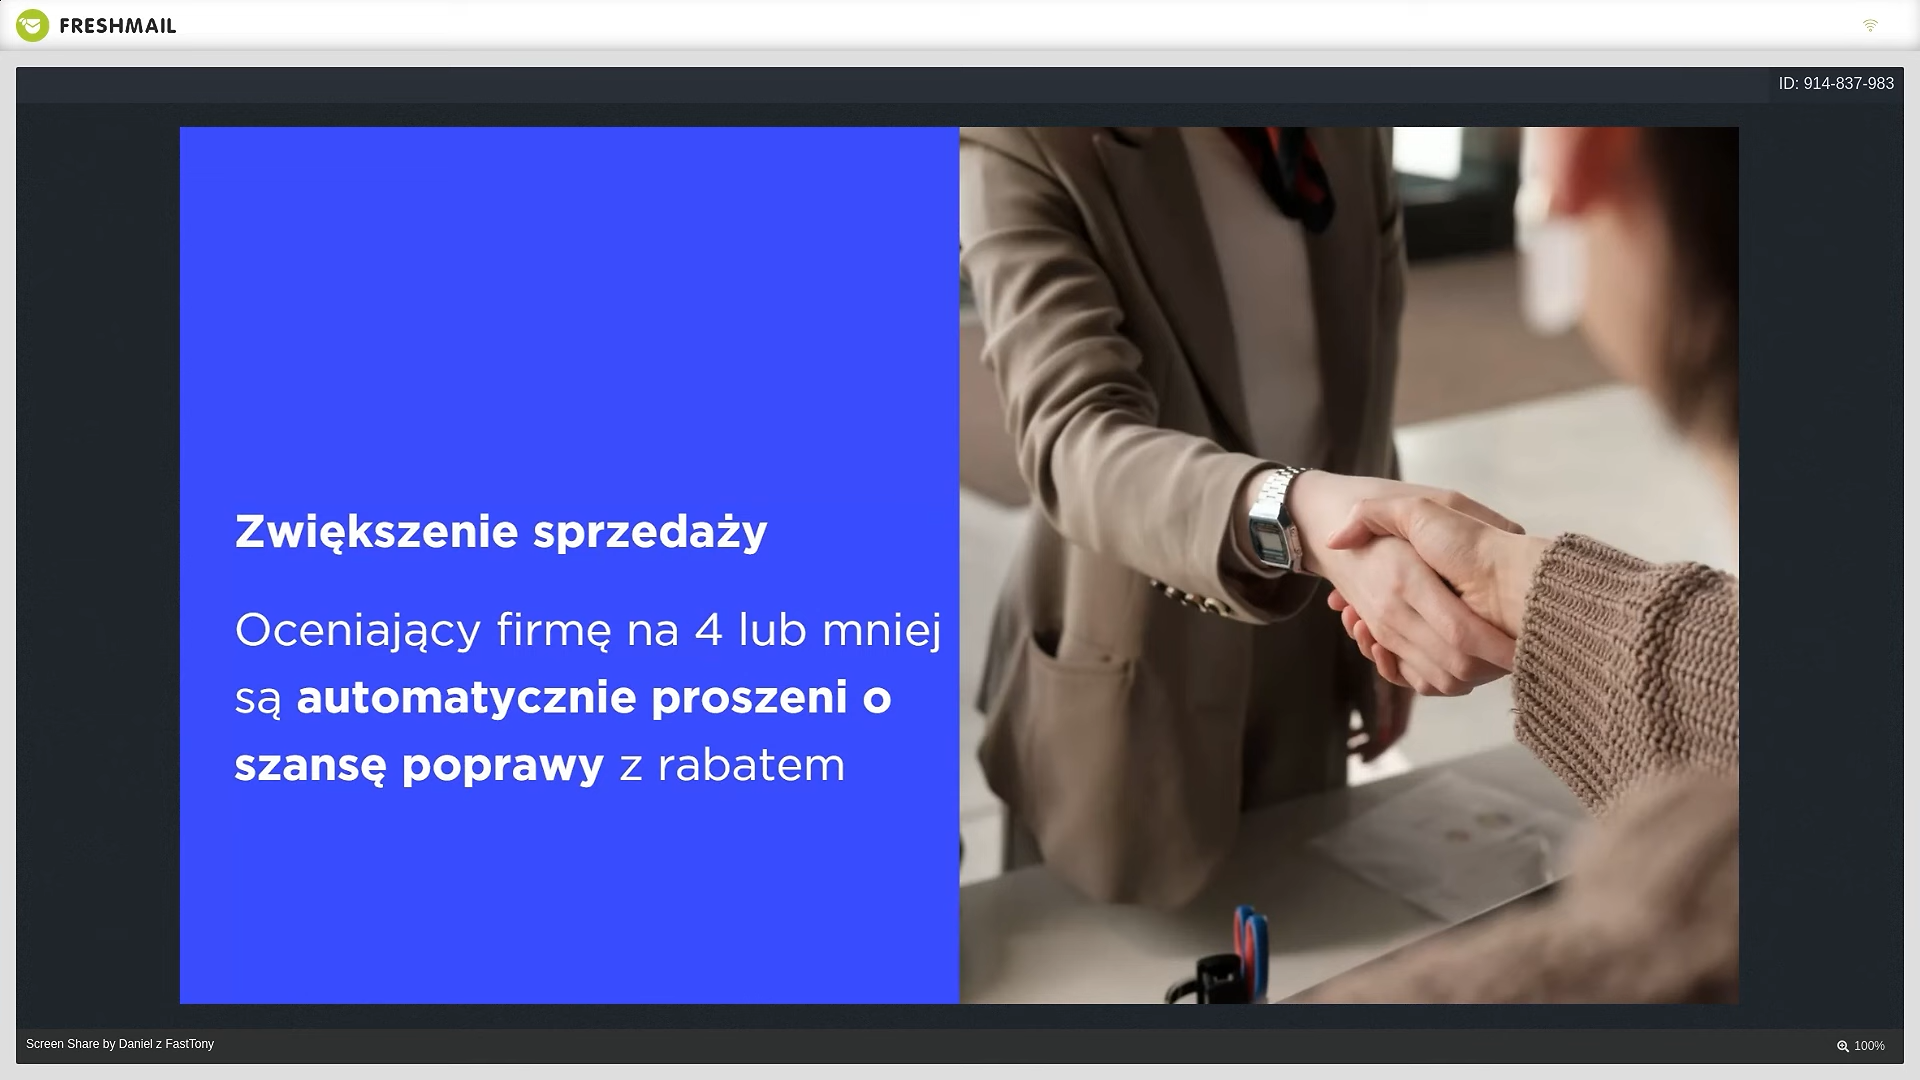 FRESHMAIL
ID: 914-837-983
Zwiększenie sprzedaży
Oceniający firmę na 4 lub mniej
są automatycznie proszeni o
szansę poprawy z rabatem
Screen Share by Daniel z FastTony
100%